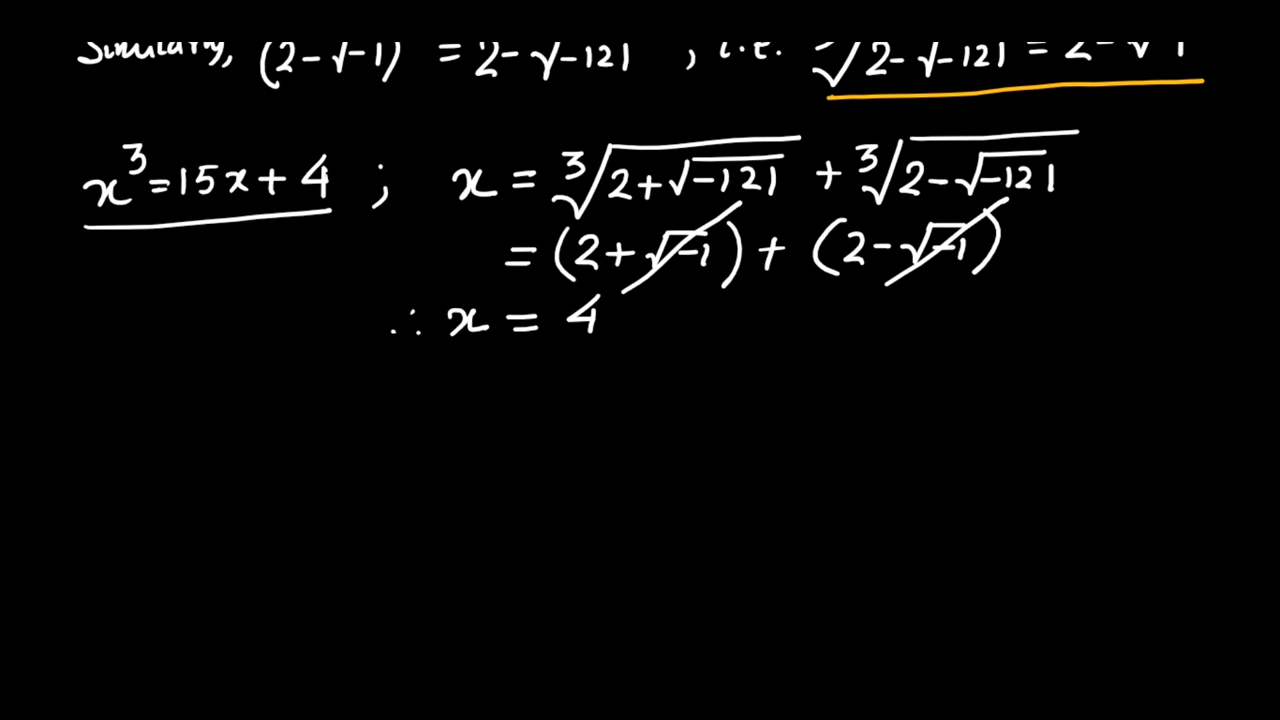 Similarly, (2-√-1) = 2-√-121 , i.e. ∛2-√-121 = 2-√-1
x³=15x+4 ; x = ∛2+√-121 + ∛2-√-121
= (2+√-1) + (2-√-1)
∴ x = 4